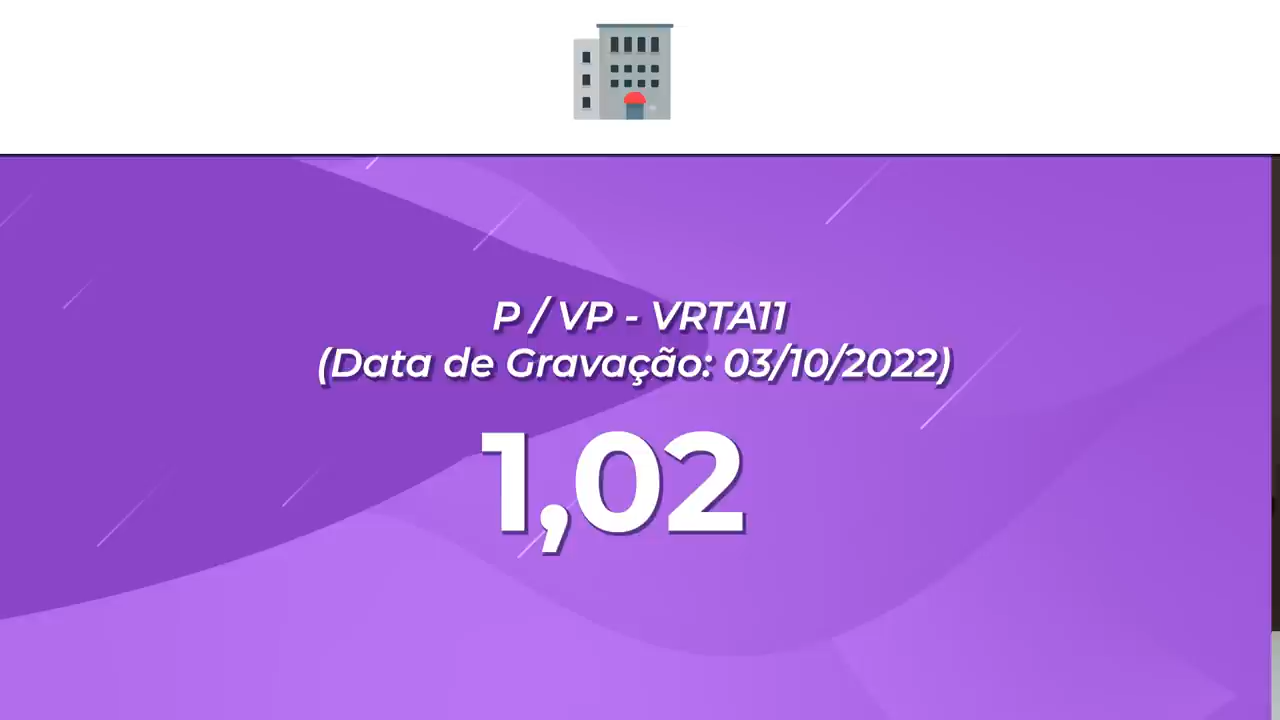 P / VP - VRTA11
(Data de Gravação: 03/10/2022)
1,02